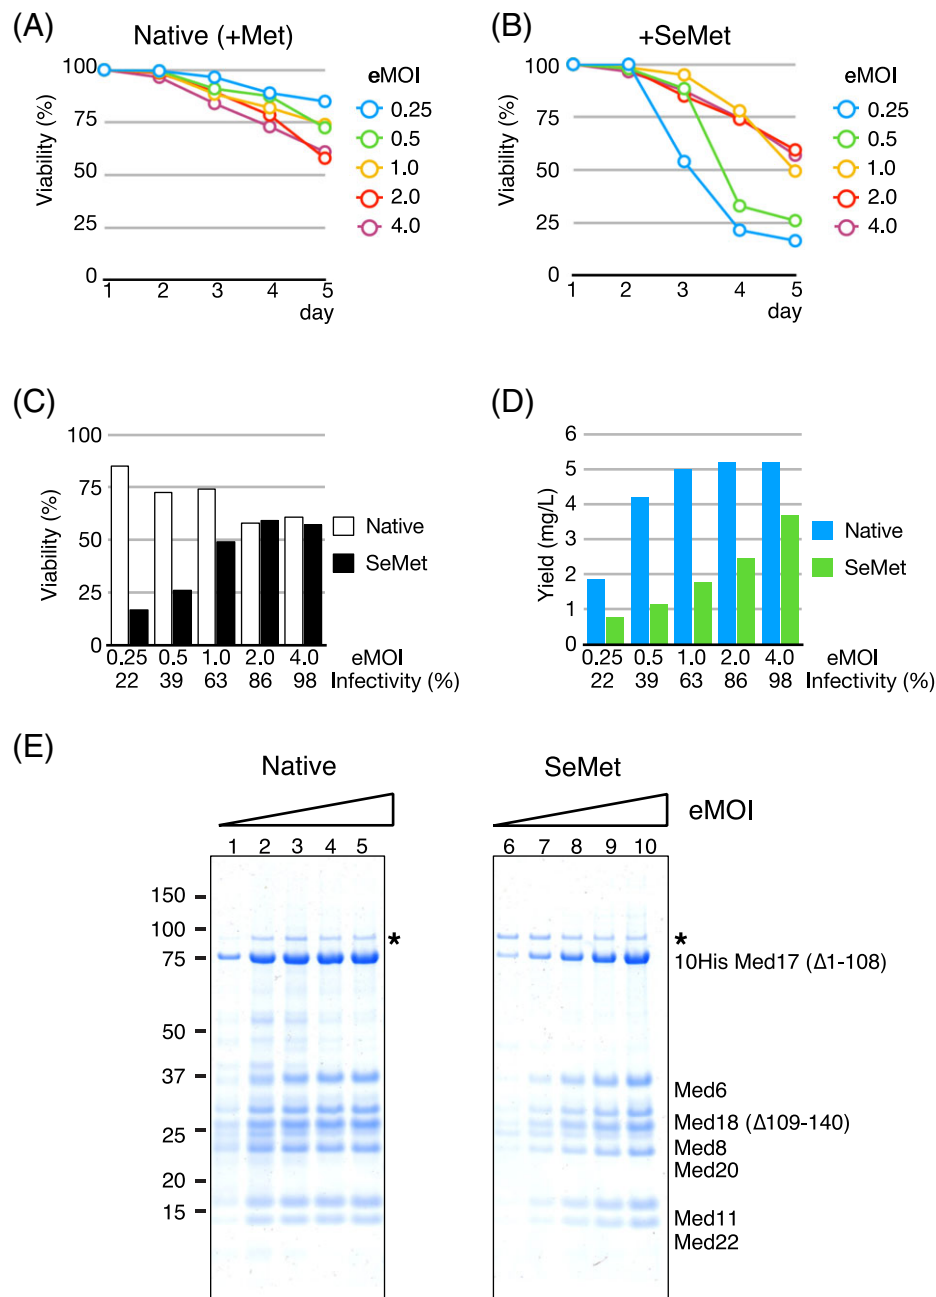 (A)
Native (+Met)
Viability (%)
100
75
50
25
0
1 2 3 4 5
day
eMOI
0.25
0.5
1.0
2.0
4.0
(B)
+SeMet
Viability (%)
100
75
50
25
0
1 2 3 4 5
day
eMOI
0.25
0.5
1.0
2.0
4.0
(C)
Viability (%)
100
75
50
25
0
Native
SeMet
0.25 0.5 1.0 2.0 4.0 eMOI
22 39 63 86 98 Infectivity (%)
(D)
Yield (mg/L)
6
5
4
3
2
1
0
Native
SeMet
0.25 0.5 1.0 2.0 4.0 eMOI
22 39 63 86 98 Infectivity (%)
(E)
Native
SeMet
eMOI
1 2 3 4 5
6 7 8 9 10
150
100
75
50
37
25
20
15
*
*
10His Med17 (Δ1-108)
Med6
Med18 (Δ109-140)
Med8
Med20
Med11
Med22